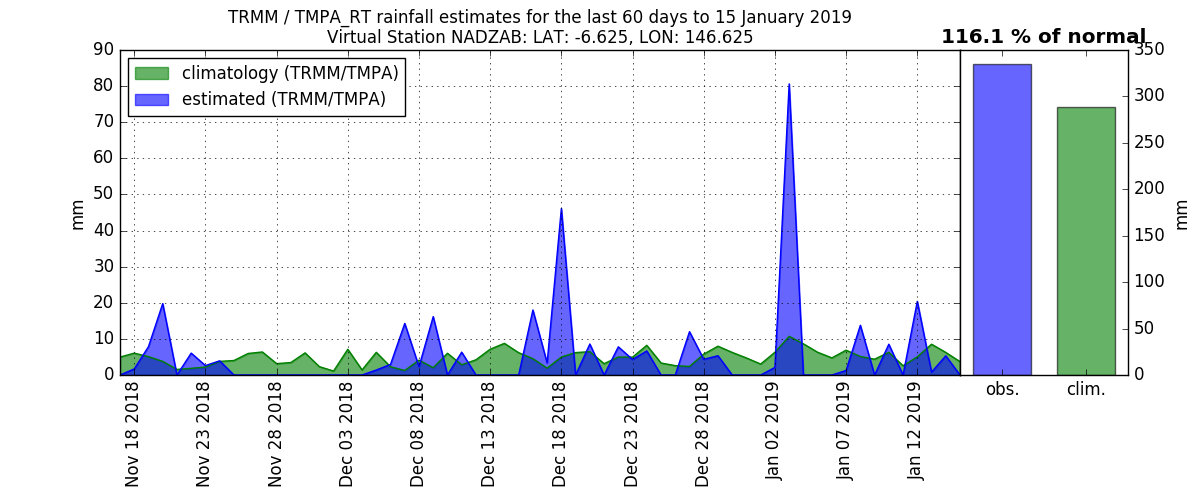 TRMM / TMPA_RT rainfall estimates for the last 60 days to 15 January 2019
Virtual Station NADZAB: LAT: -6.625, LON: 146.625
116.1 % of normal
climatology (TRMM/TMPA)
estimated (TRMM/TMPA)
90
80
70
60
50
40
30
20
10
0
mm
Nov 18 2018
Nov 23 2018
Nov 28 2018
Dec 03 2018
Dec 08 2018
Dec 13 2018
Dec 18 2018
Dec 23 2018
Dec 28 2018
Jan 02 2019
Jan 07 2019
Jan 12 2019
obs.
clim.
350
300
250
200
150
100
50
0
mm